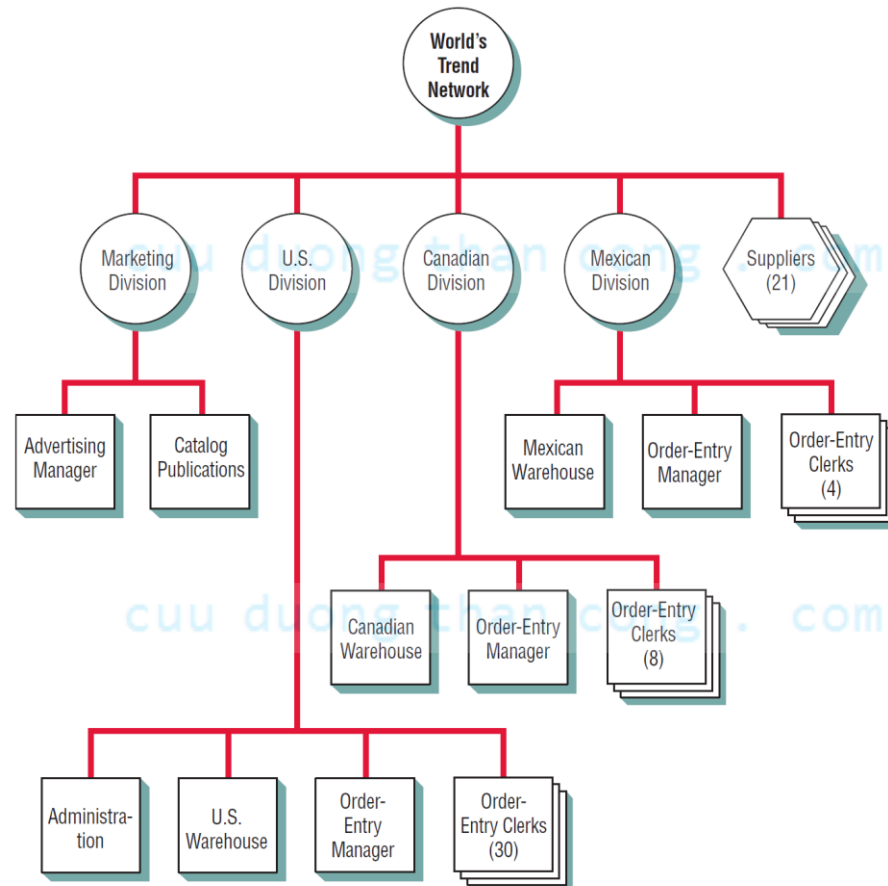 World's
Trend
Network
Marketing
Division
U.S.
Division
Canadian
Division
Mexican
Division
Suppliers
(21)
cuu duong than cong . com
Advertising
Manager
Catalog
Publications
Mexican
Warehouse
Order-Entry
Manager
Order-Entry
Clerks
(4)
Canadian
Warehouse
Order-Entry
Manager
Order-Entry
Clerks
(8)
cuu duong than cong . com
Administra-
tion
U.S.
Warehouse
Order-
Entry
Manager
Order-
Entry Clerks
(30)